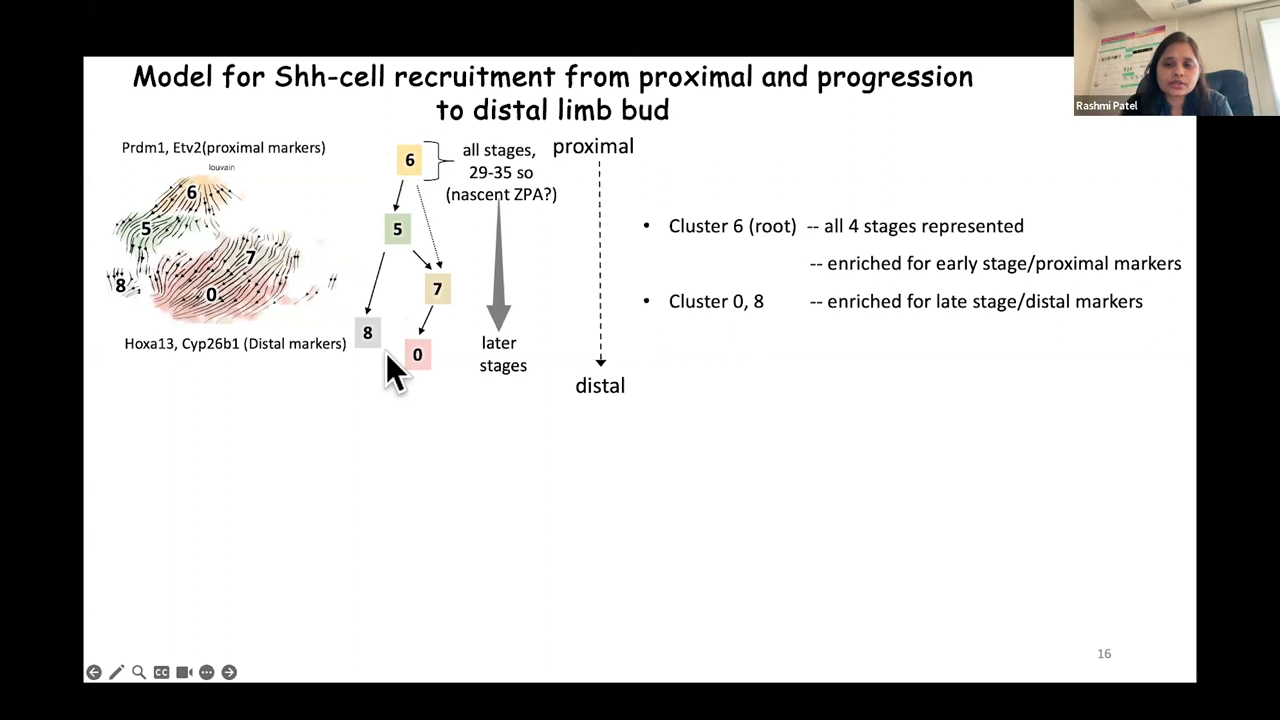 Model for Shh-cell recruitment from proximal and progression
to distal limb bud
Rashmi Patel
Prdm1, Etv2(proximal markers)
louvain
6
5
7
8
0
Hoxa13, Cyp26b1 (Distal markers)
6
5
7
8
0
all stages,
29-35 so
(nascent ZPA?)
later
stages
proximal
distal
• Cluster 6 (root) -- all 4 stages represented
-- enriched for early stage/proximal markers
• Cluster 0, 8 -- enriched for late stage/distal markers
16
CC